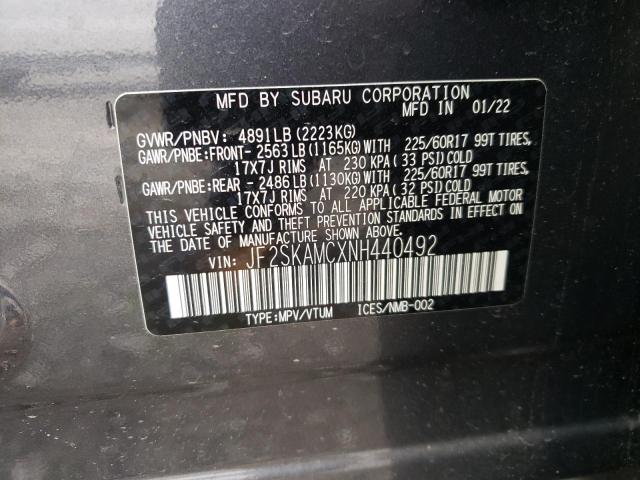 MFD BY SUBARU CORPORATION
MFD IN 01/22
GVWR/PNBV: 4891LB(2223KG)
GAWR/PNBE:FRONT- 2563LB(1165KG)WITH 225/60R17 99T TIRES,
17X7J RIMS AT 230 KPA(33 PSI)COLD
GAWR/PNBE:REAR - 2486LB(1130KG)WITH 225/60R17 99T TIRES,
17X7J RIMS AT 220 KPA(32 PSI)COLD
THIS VEHICLE CONFORMS TO ALL APPLICABLE FEDERAL MOTOR
VEHICLE SAFETY AND THEFT PREVENTION STANDARDS IN EFFECT ON
THE DATE OF MANUFACTURE SHOWN ABOVE.
VIN: JF2SKAMCXNH440492
TYPE:MPV/VTUM ICES/NMB-002